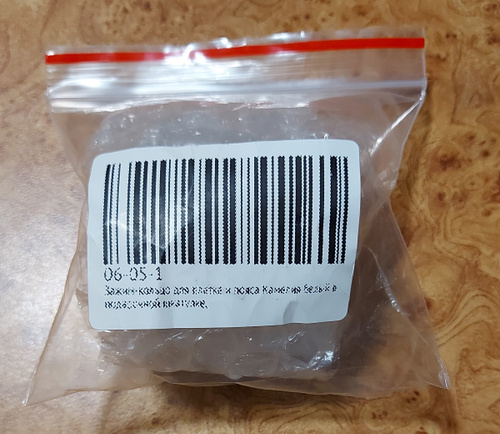 06-05-1
Зажим-кольцо для платка и пояса Камелия белый в
подарочной шкатулке.